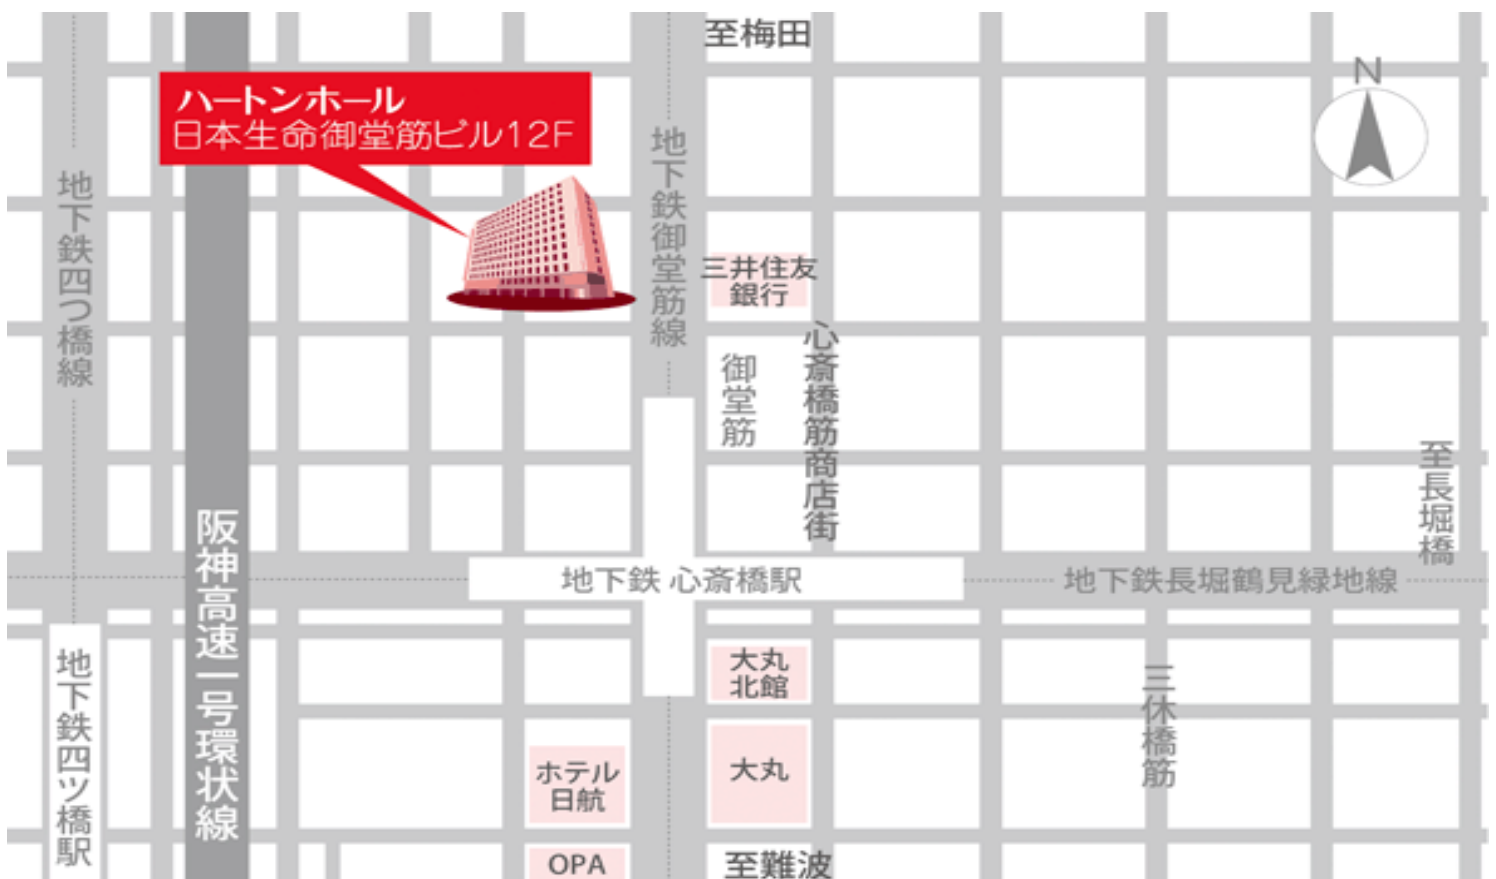 至梅田
N
ハートンホール
日本生命御堂筋ビル12F
地下鉄四つ橋線
地下鉄御堂筋線
三井住友
銀行
御堂筋
心斎橋筋商店街
至長堀橋
阪神高速一号環状線
地下鉄 心斎橋駅
地下鉄長堀鶴見緑地線
地下鉄四ツ橋駅
大丸
北館
三休橋筋
ホテル
日航
大丸
OPA
至難波